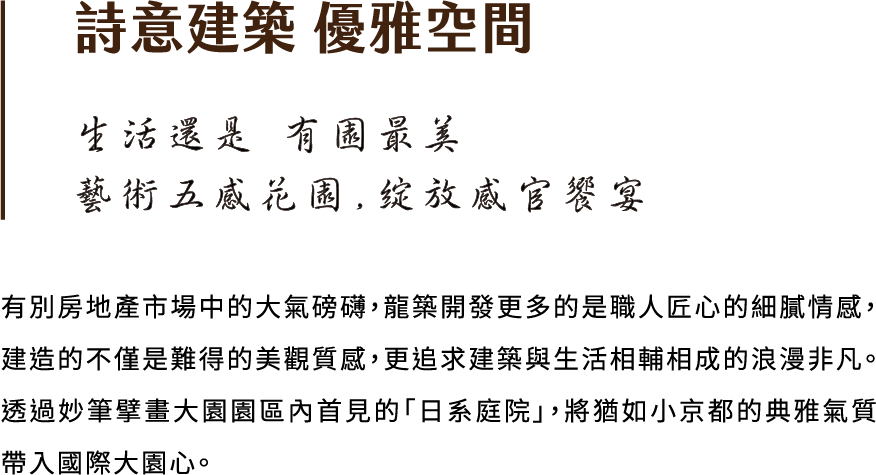 詩意建築 優雅空間
生活還是 有園最美
藝術五感花園,綻放感官饗宴
有別房地產市場中的大氣磅礡，龍築開發更多的是職人匠心的細膩情感，
建造的不僅是難得的美觀質感，更追求建築與生活相輔相成的浪漫非凡。
透過妙筆擘畫大園園區內首見的「日系庭院」，將猶如小京都的典雅氣質
帶入國際大園心。